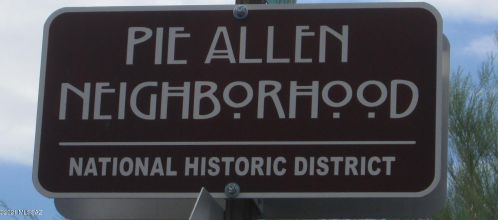 PIE ALLEN
NEIGHBORHOOD
NATIONAL HISTORIC DISTRICT